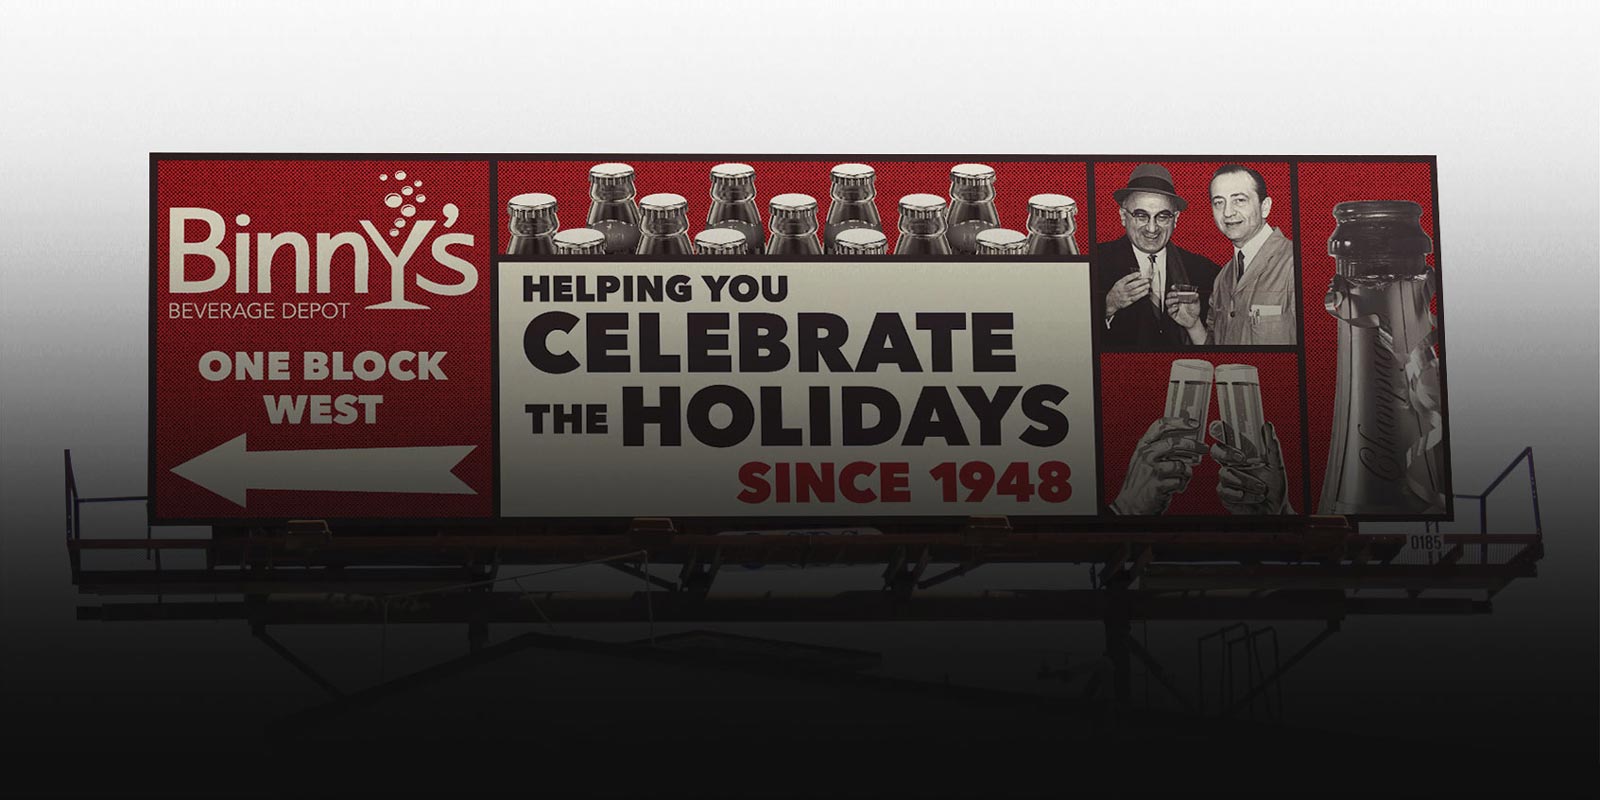 BinnY's
BEVERAGE DEPOT
ONE BLOCK
WEST
HELPING YOU
CELEBRATE
THE HOLIDAYS
SINCE 1948
Champagne
0185